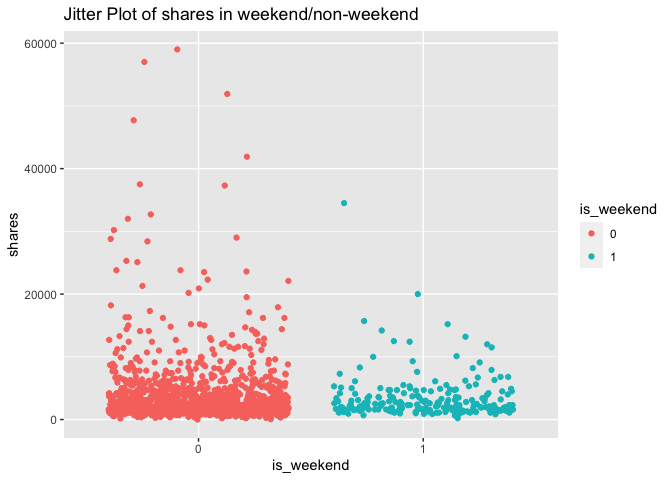 Jitter Plot of shares in weekend/non-weekend
60000
40000
20000
0
shares
0
1
is_weekend
is_weekend
0
1